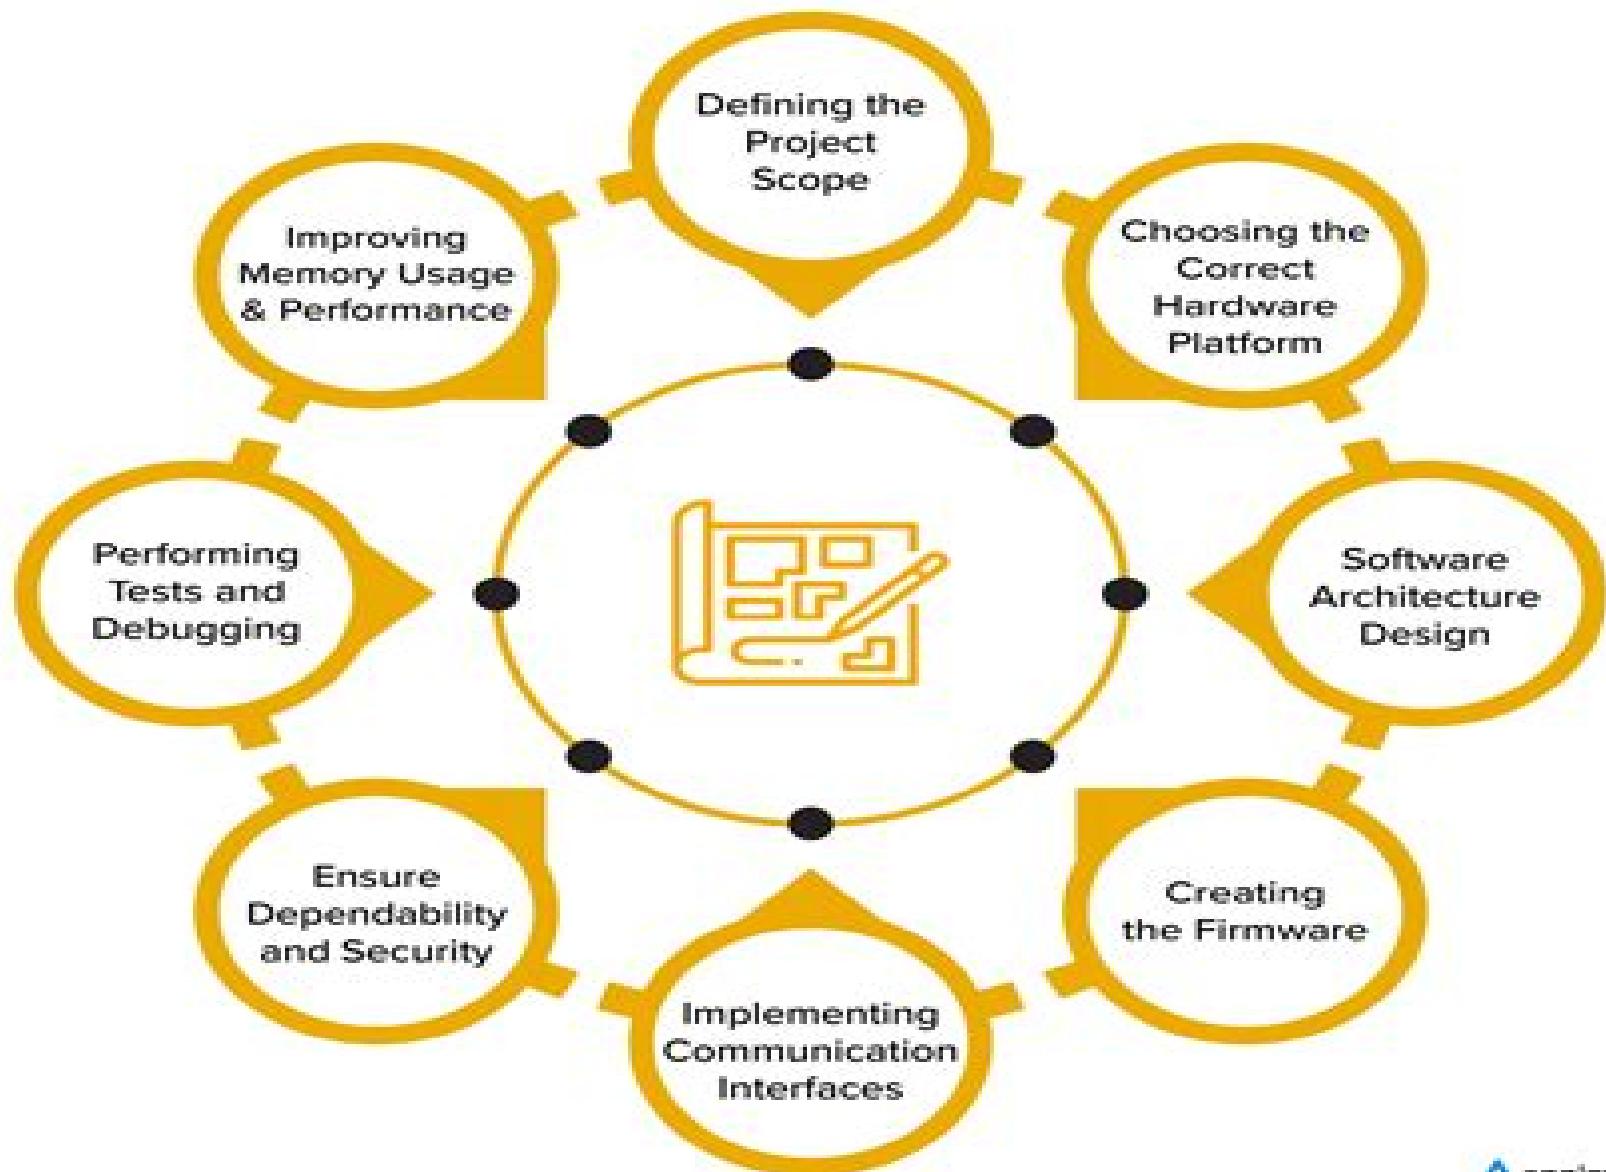 Defining the
Project
Scope
Choosing the
Correct
Hardware
Platform
Software
Architecture
Design
Creating
the Firmware
Implementing
Communication
Interfaces
Ensure
Dependability
and Security
Performing
Tests and
Debugging
Improving
Memory Usage
& Performance